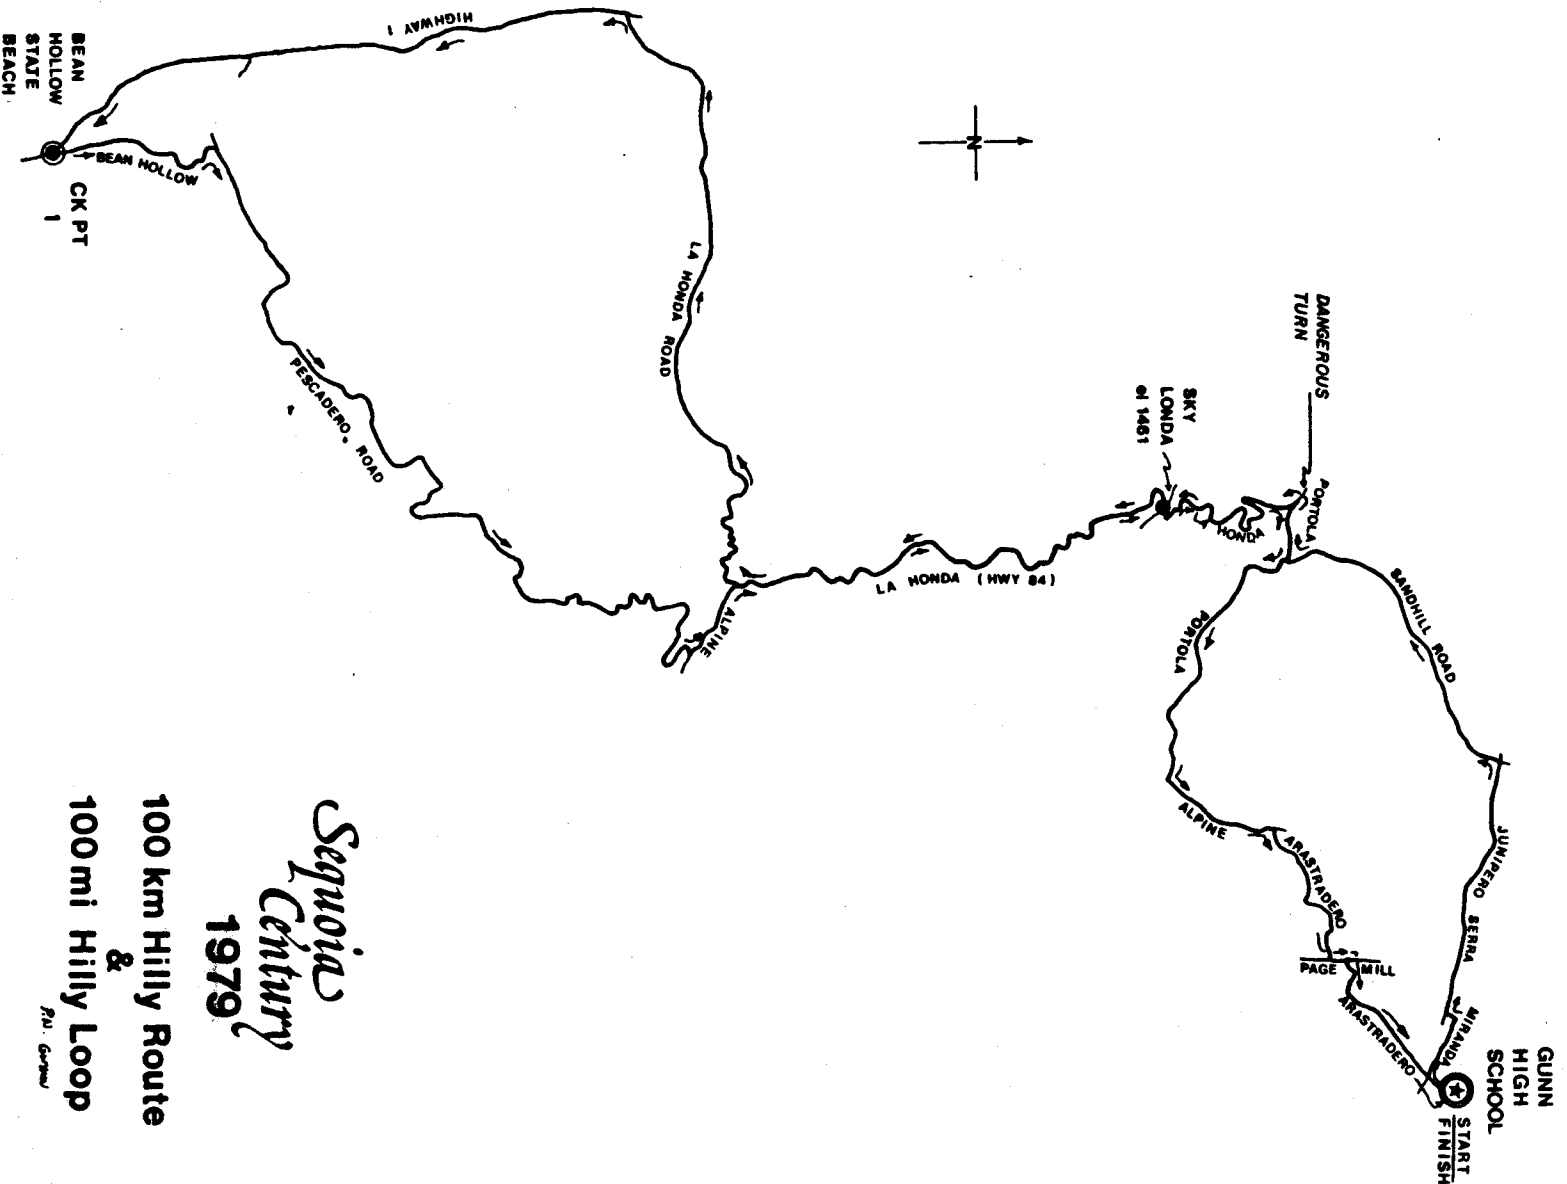 GUNN
HIGH
SCHOOL
START
FINISH
MIRANDA
JUNIPERO SERRA
SANDHILL ROAD
PORTOLA
DANGEROUS
TURN
LA HONDA
SKY
LONDA
el 1461
LA HONDA (HWY 84)
LA HONDA ROAD
HIGHWAY 1
BEAN
HOLLOW
STATE
BEACH
CK PT
1
BEAN HOLLOW
PESCADERO ROAD
ALPINE
PORTOLA
ALPINE
ARASTRADERO
PAGE MILL
ARASTRADERO
N
Sequoia
Century
1979
100 km Hilly Route
&
100 mi Hilly Loop
P.N. Gorman